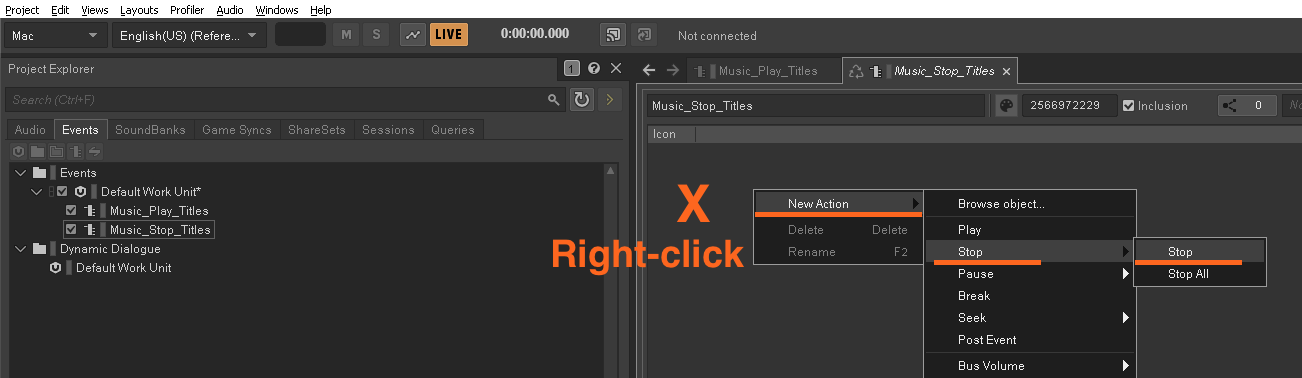 Project Edit Views Layouts Profiler Audio Windows Help
Mac English(US) (Refere... M S LIVE 0:00:00.000 Not connected
Project Explorer 1 ? X
Search (Ctrl+F)
Audio Events SoundBanks Game Syncs ShareSets Sessions Queries
Events
Default Work Unit*
Music_Play_Titles
Music_Stop_Titles
Dynamic Dialogue
Default Work Unit
Music_Play_Titles Music_Stop_Titles
Music_Stop_Titles 2566972229 Inclusion 0
Icon
X
Right-click
New Action
Delete Delete
Rename F2
Browse object...
Play
Stop
Pause
Break
Seek
Post Event
Bus Volume
Stop
Stop All